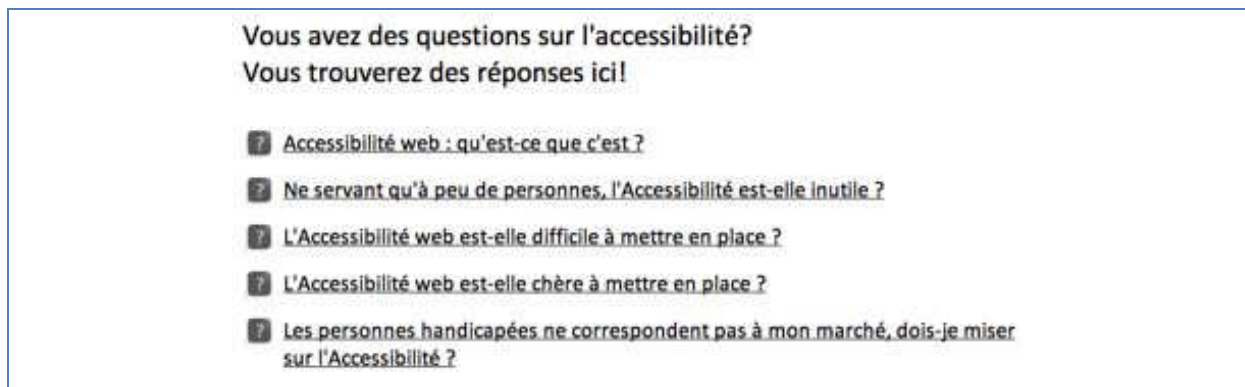 Vous avez des questions sur l'accessibilité?
Vous trouverez des réponses ici!
? Accessibilité web : qu'est-ce que c'est ?
? Ne servant qu'à peu de personnes, l'Accessibilité est-elle inutile ?
? L'Accessibilité web est-elle difficile à mettre en place ?
? L'Accessibilité web est-elle chère à mettre en place ?
? Les personnes handicapées ne correspondent pas à mon marché, dois-je miser
sur l'Accessibilité ?